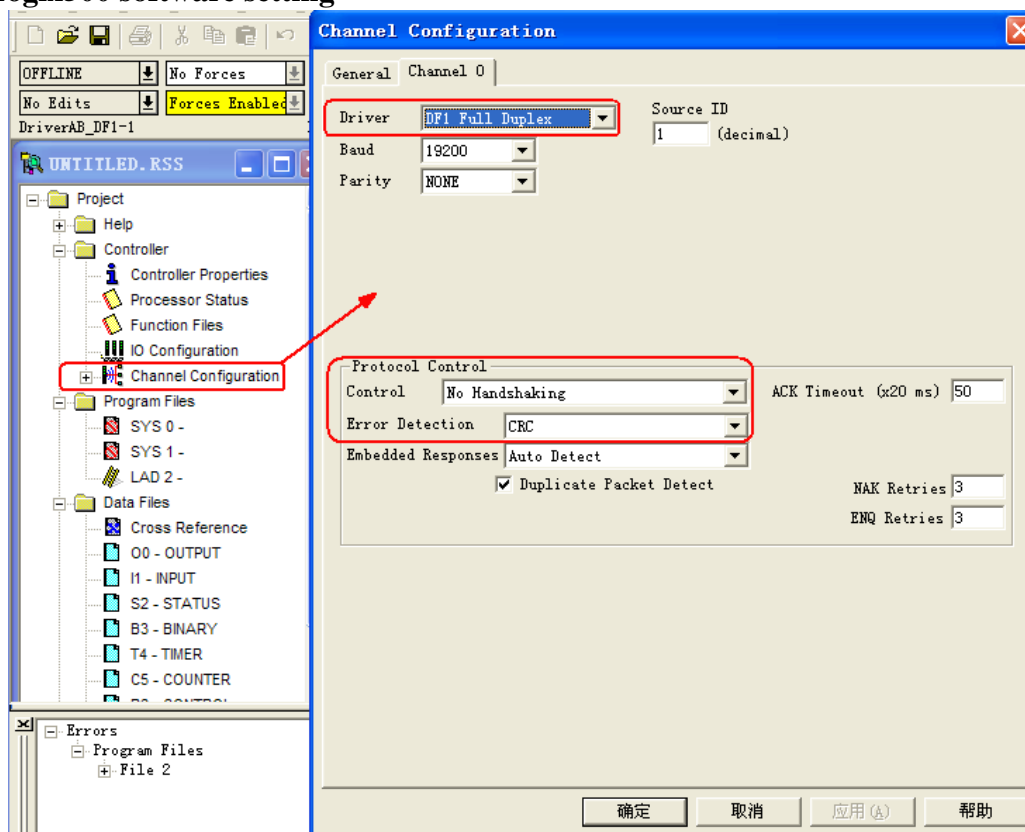 software setting
Channel Configuration
OFFLINE
No Forces
No Edits
Forces Enabled
DriverAB_DF1-1
UNTITLED.RSS
Project
Help
Controller
Controller Properties
Processor Status
Function Files
IO Configuration
Channel Configuration
Program Files
SYS 0 -
SYS 1 -
LAD 2 -
Data Files
Cross Reference
O0 - OUTPUT
I1 - INPUT
S2 - STATUS
B3 - BINARY
T4 - TIMER
C5 - COUNTER
Errors
Program Files
File 2
General
Channel 0
Driver
DF1 Full Duplex
Source ID
1
(decimal)
Baud
19200
Parity
NONE
Protocol Control
Control
No Handshaking
ACK Timeout (x20 ms)
50
Error Detection
CRC
Embedded Responses
Auto Detect
Duplicate Packet Detect
NAK Retries
3
ENQ Retries
3
确定
取消
应用(A)
帮助